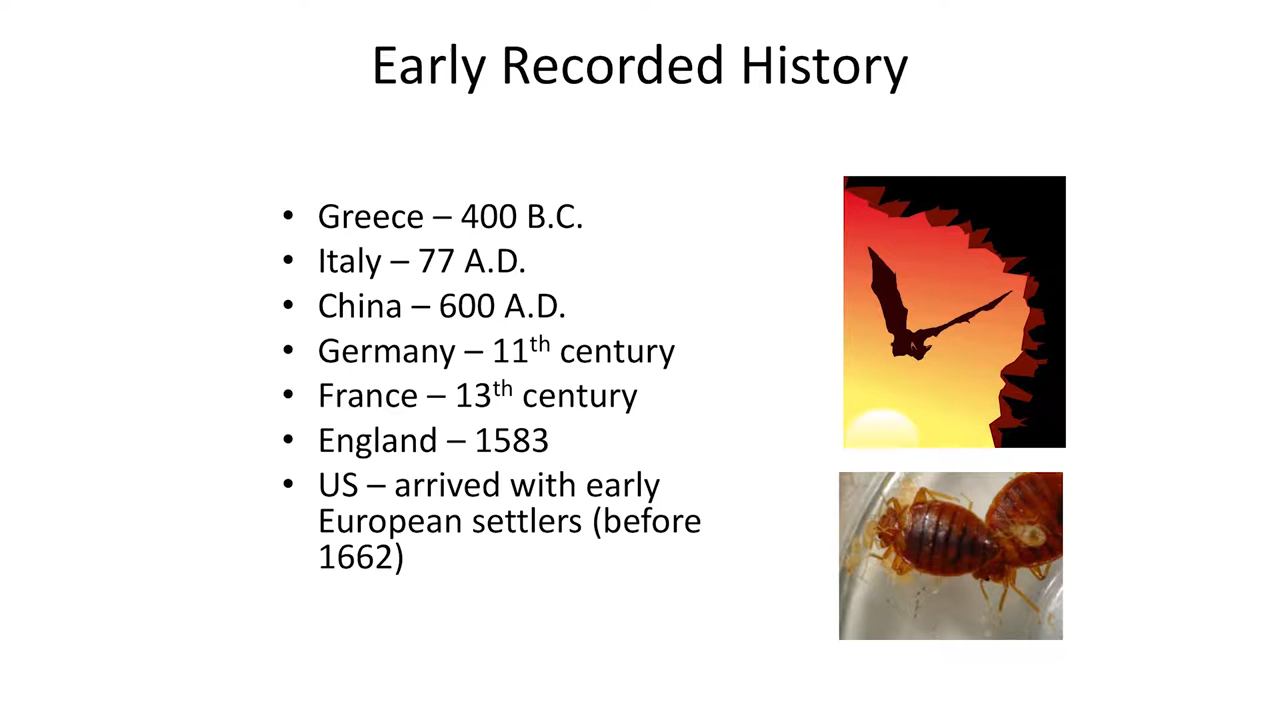 Early Recorded History
• Greece – 400 B.C.
• Italy – 77 A.D.
• China – 600 A.D.
• Germany – 11th century
• France – 13th century
• England – 1583
• US – arrived with early
European settlers (before
1662)